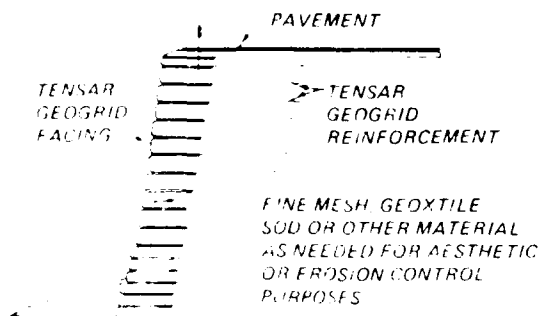 PAVEMENT
TENSAR
GEOGRID
FACING
TENSAR
GEOGRID
REINFORCEMENT
FINE MESH, GEOXTILE
SOD OR OTHER MATERIAL
AS NEEDED FOR AESTHETIC
OR EROSION CONTROL
PURPOSES